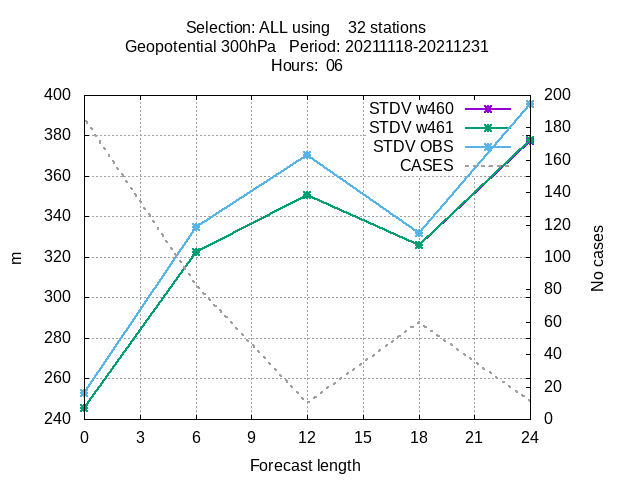 Selection: ALL using    32 stations
Geopotential 300hPa   Period: 20211118-20211231
Hours:  06
400
380
360
340
320
300
280
260
240
m
200
180
160
140
120
100
80
60
40
20
0
No cases
STDV w460
STDV w461
STDV OBS
CASES
0 3 6 9 12 15 18 21 24
Forecast length